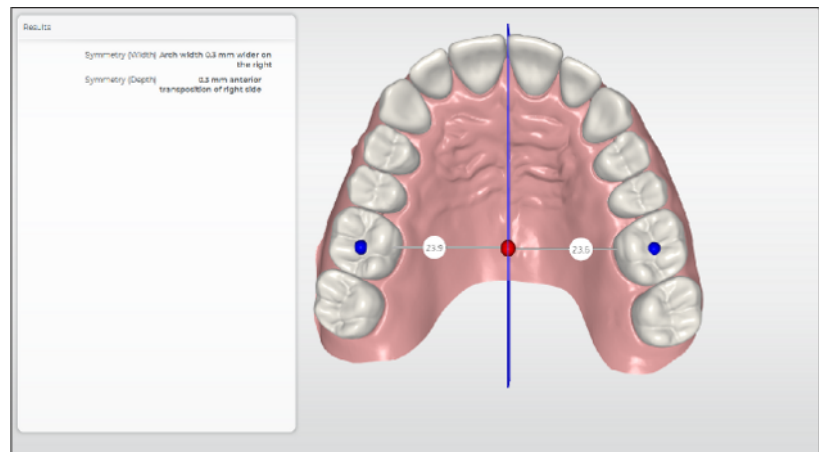 Results
Symmetry (Width) Arch width 0.3 mm wider on
the right
Symmetry (Depth) 0.3 mm anterior
transposition of right side
23.9
23.6